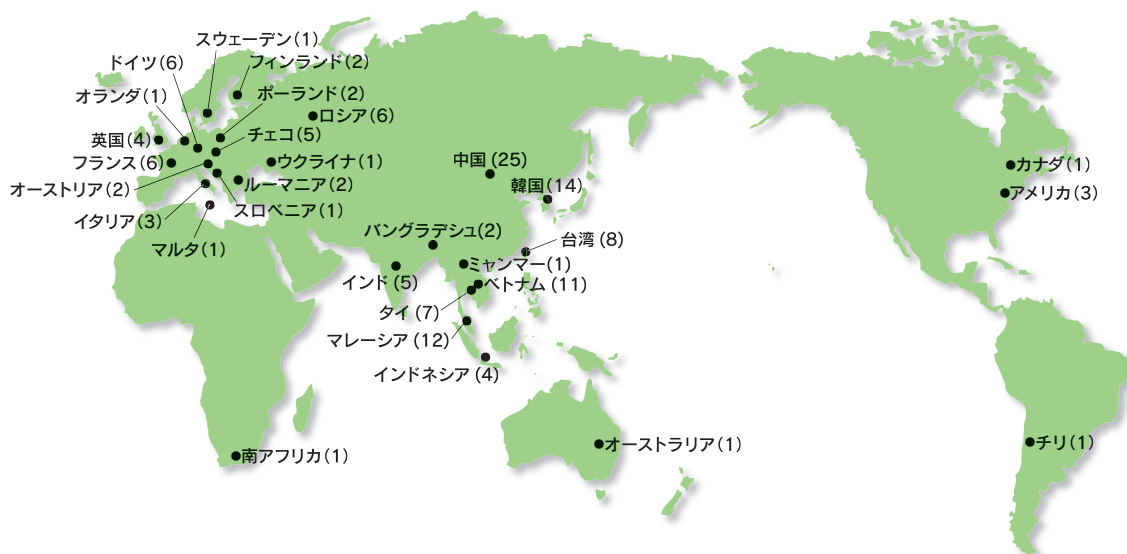 スウェーデン(1)
ドイツ(6)
フィンランド(2)
オランダ(1)
ポーランド(2)
ロシア(6)
英国(4)
チェコ(5)
フランス(6)
ウクライナ(1)
オーストリア(2)
ルーマニア(2)
イタリア(3)
スロベニア(1)
マルタ(1)
中国(25)
韓国(14)
バングラデシュ(2)
台湾(8)
ミャンマー(1)
インド(5)
ベトナム(11)
タイ(7)
マレーシア(12)
インドネシア(4)
カナダ(1)
アメリカ(3)
南アフリカ(1)
オーストラリア(1)
チリ(1)